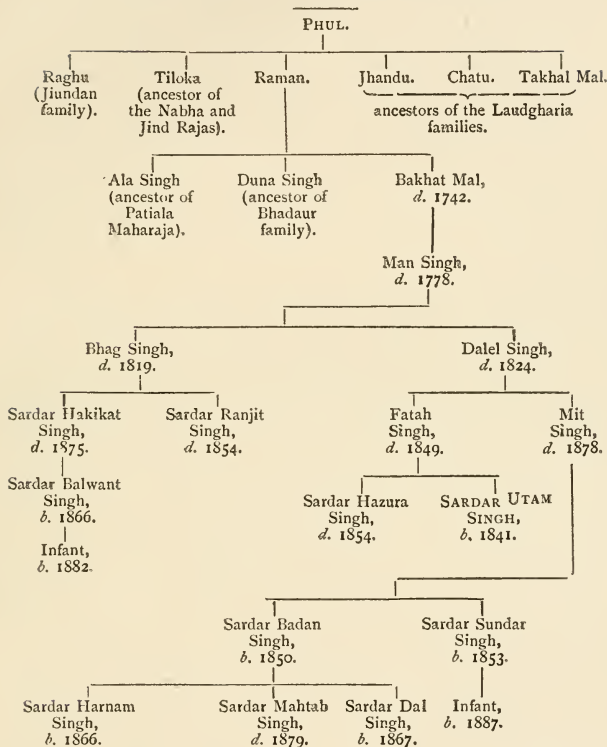 PHUL.
Raghu
(Jiundan
family).
Tiloka
(ancestor of
the Nabha and
Jind Rajas).
Raman.
Jhandu. Chatu. Takhal Mal.
ancestors of the Laudgharia
families.
Ala Singh
(ancestor of
Patiala
Maharaja).
Duna Singh
(ancestor of
Bhadaur
family).
Bakhat Mal,
d. 1742.
Man Singh,
d. 1778.
Bhag Singh,
d. 1819.
Dalel Singh,
d. 1824.
Sardar Hakikat
Singh,
d. 1875.
Sardar Ranjit
Singh,
d. 1854.
Fatah
Singh,
d. 1849.
Mit
Singh,
d. 1878.
Sardar Balwant
Singh,
b. 1866.
Sardar Hazura
Singh,
d. 1854.
SARDAR UTAM
SINGH,
b. 1841.
Infant,
b. 1882.
Sardar Badan
Singh,
b. 1850.
Sardar Sundar
Singh,
b. 1853.
Sardar Harnam
Singh,
b. 1866.
Sardar Mahtab
Singh,
d. 1879.
Sardar Dal
Singh,
b. 1867.
Infant,
b. 1887.